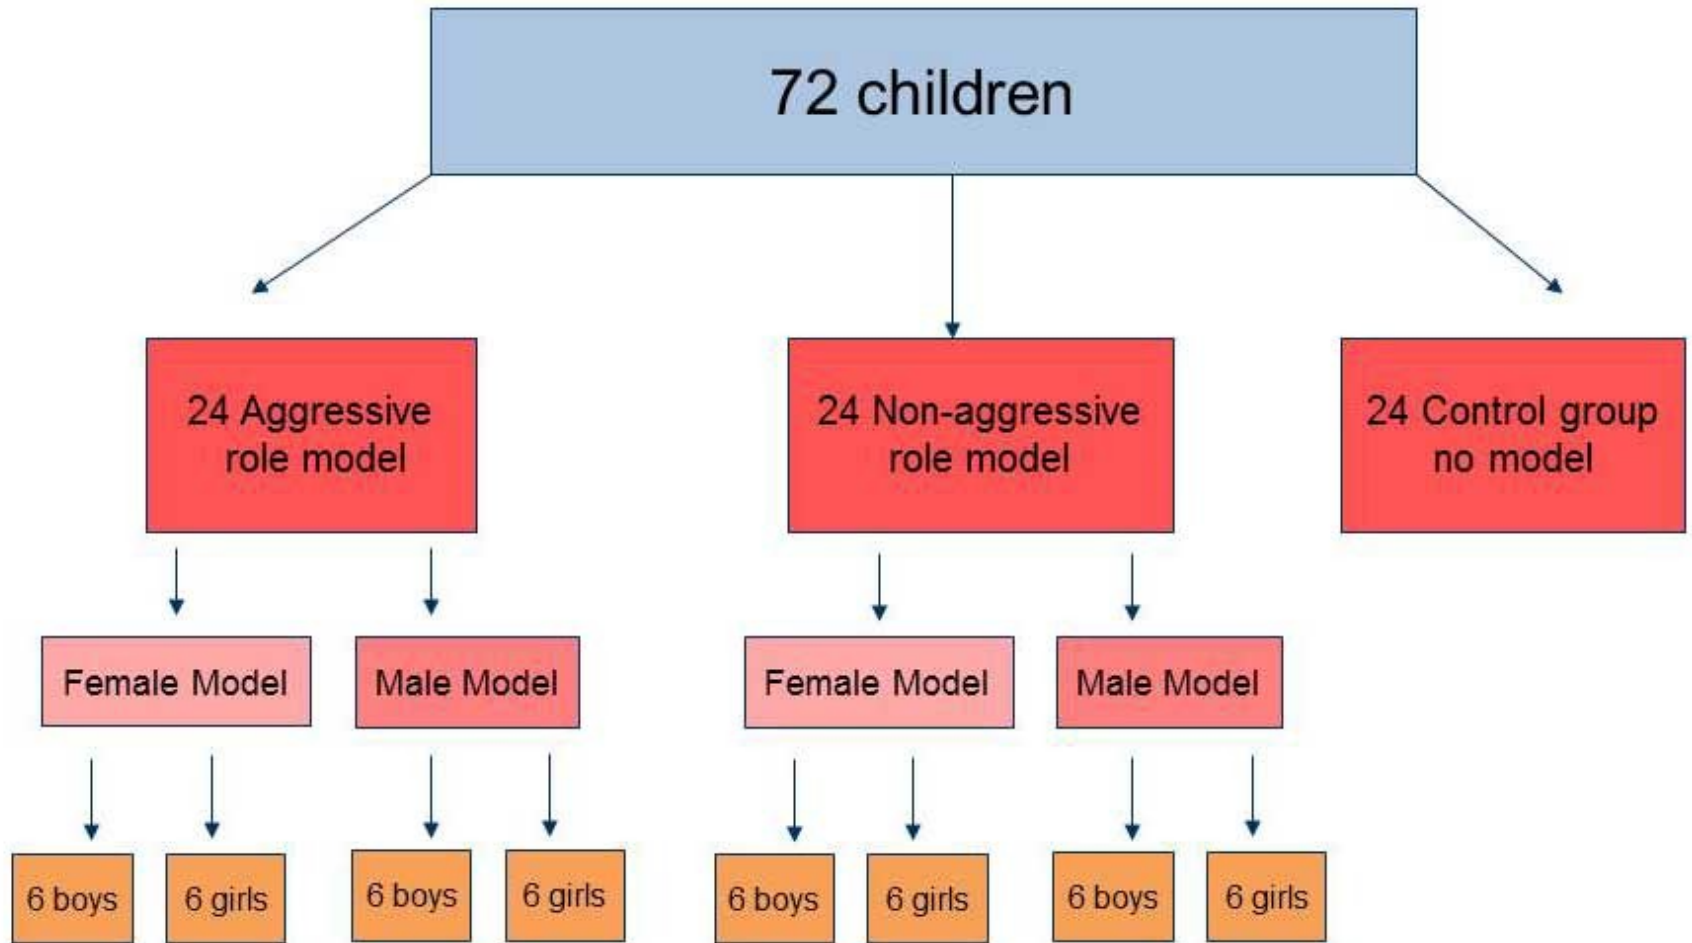 72 children
24 Aggressive
role model
24 Non-aggressive
role model
24 Control group
no model
Female Model
Male Model
Female Model
Male Model
6 boys
6 girls
6 boys
6 girls
6 boys
6 girls
6 boys
6 girls